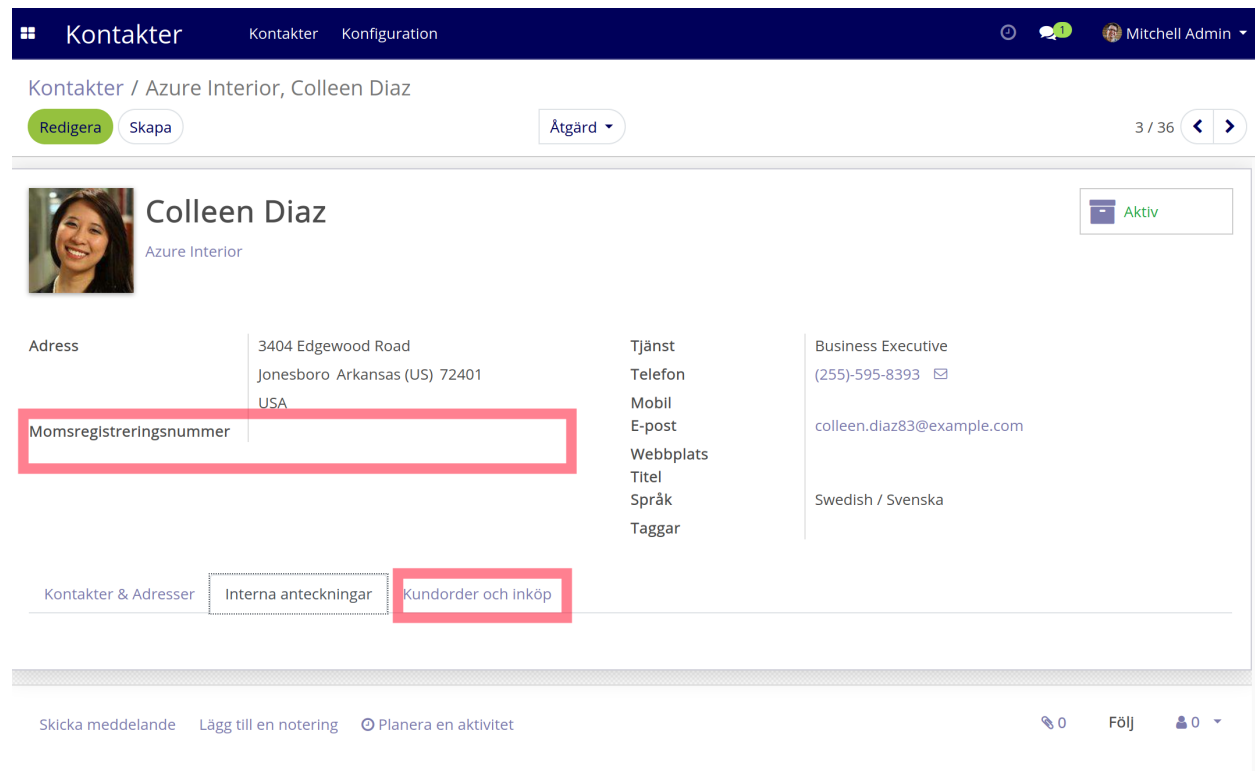 Kontakter Kontakter Konfiguration 1 Mitchell Admin
Kontakter / Azure Interior, Colleen Diaz
Redigera Skapa Åtgärd 3 / 36
Colleen Diaz
Azure Interior
Aktiv
Adress 3404 Edgewood Road
Jonesboro Arkansas (US) 72401
USA
Momsregistreringsnummer
Tjänst Business Executive
Telefon (255)-595-8393
Mobil
E-post colleen.diaz83@example.com
Webbplats
Titel
Språk Swedish / Svenska
Taggar
Kontakter & Adresser Interna anteckningar Kundorder och inköp
Skicka meddelande Lägg till en notering Planera en aktivitet 0 Följ 0